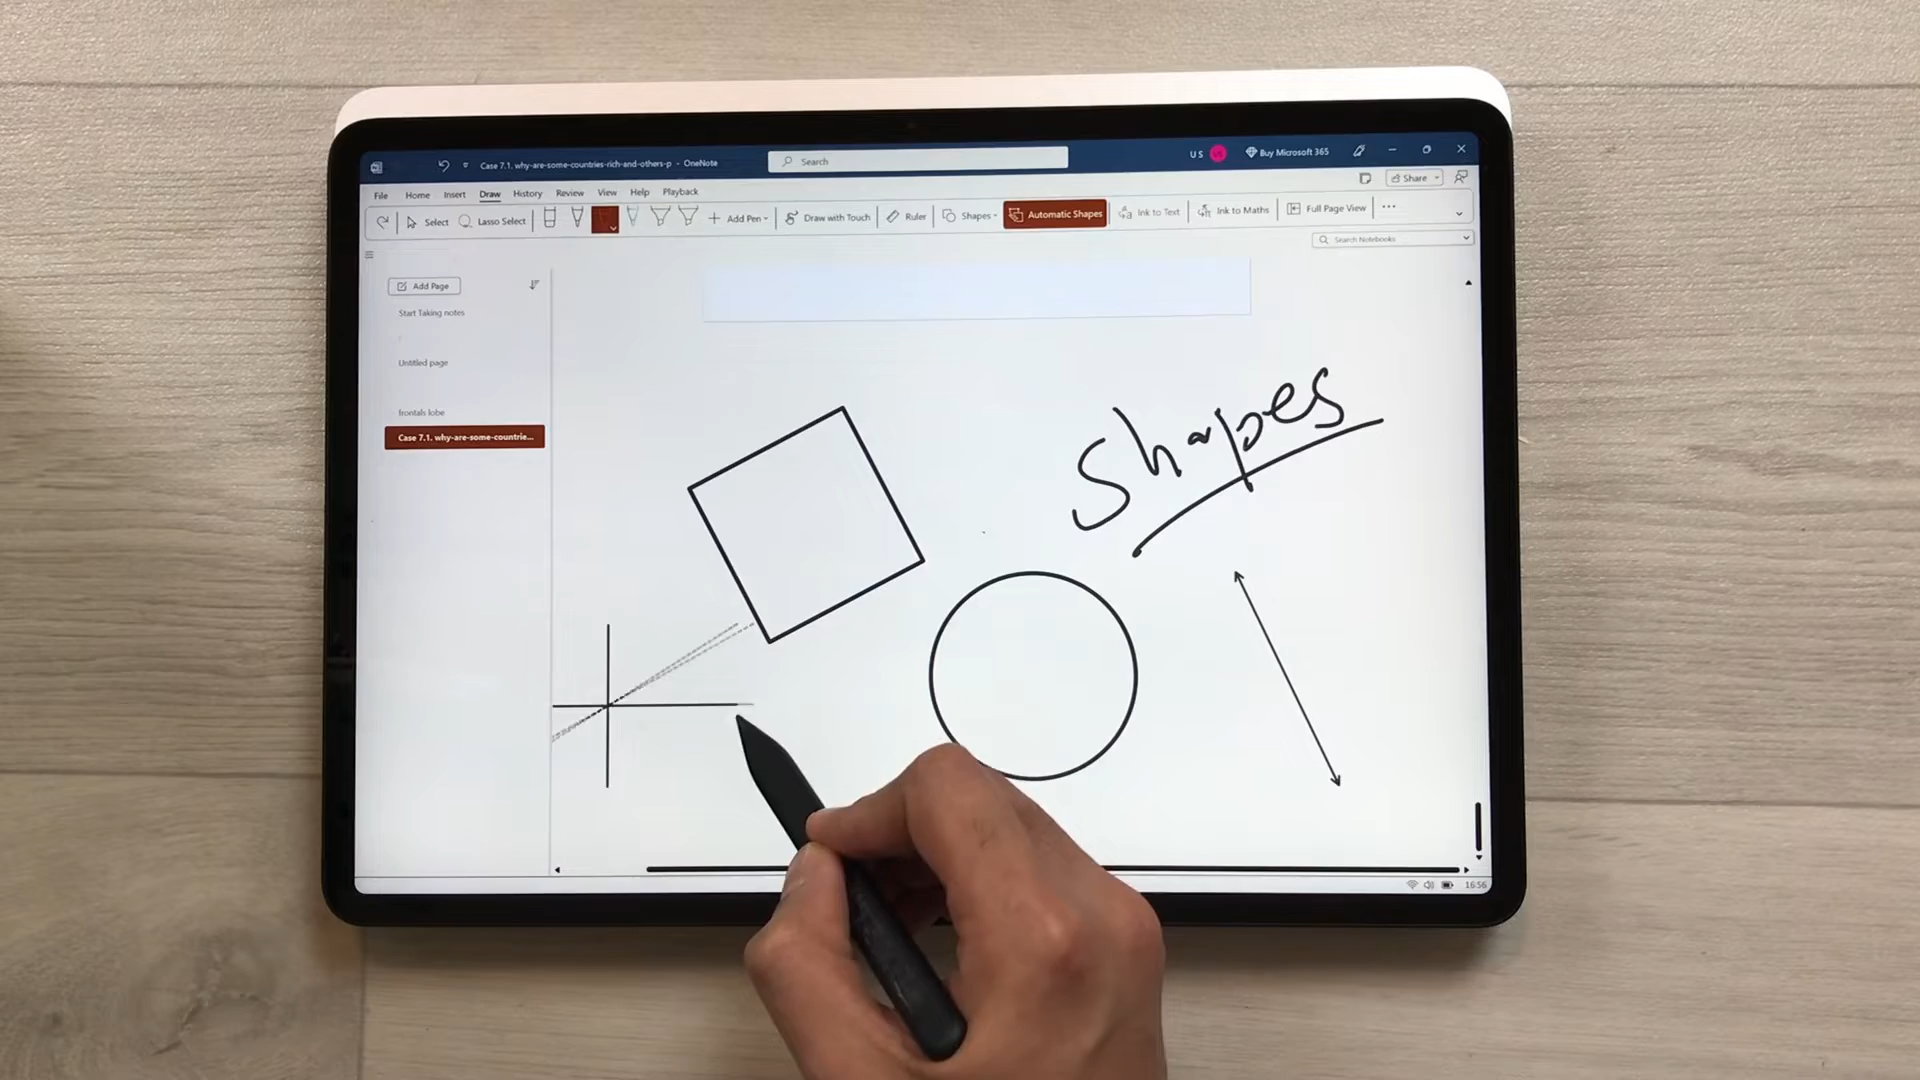 Case 7.1. why-are-some-countries-rich-and-others-p - OneNote
Search
U S
Buy Microsoft 365
File Home Insert Draw History Review View Help Playback
Share
Select Lasso Select Add Pen Draw with Touch Ruler Shapes Automatic Shapes Ink to Text Ink to Maths Full Page View
Search Notebooks
Add Page
Start Taking notes
Untitled page
frontals lobe
Case 7.1. why-are-some-countrie...
Shapes
16:56